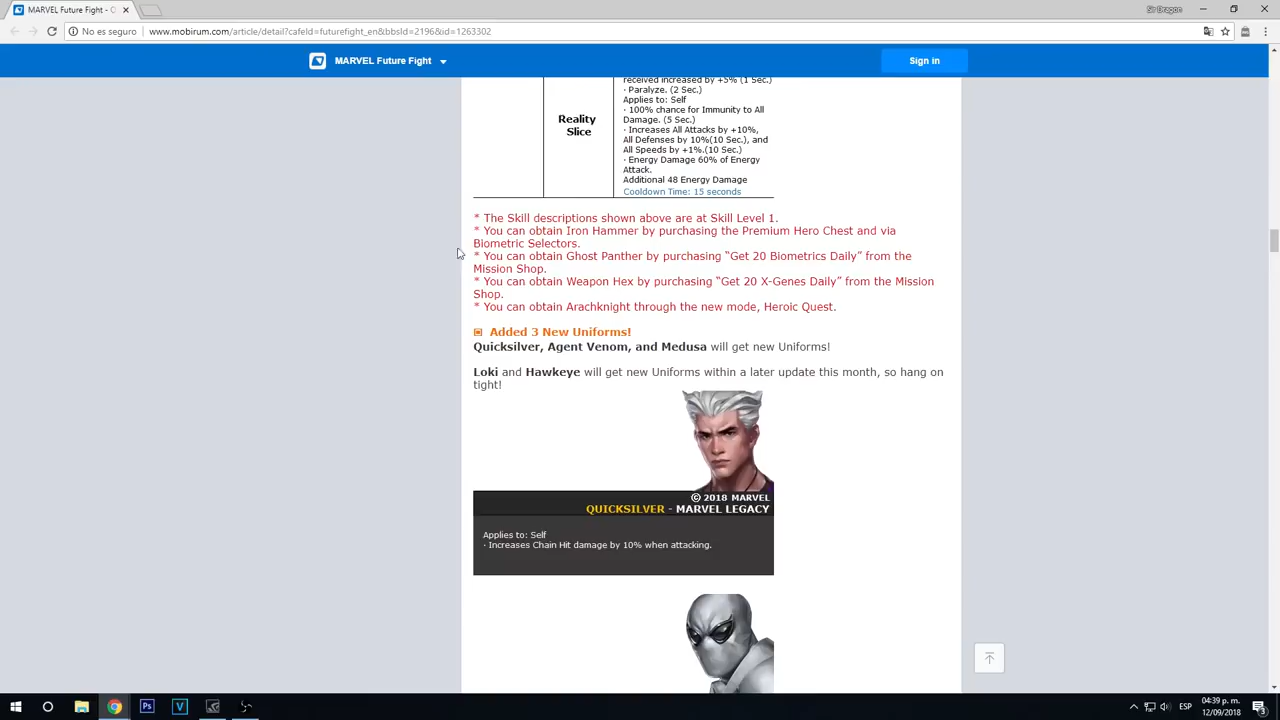 MARVEL Future Fight - O
Sir Dragon
No es seguro
www.mobirum.com/article/detail?cafeId=futurefight_en&bbsId=2196&id=1263302
MARVEL Future Fight
Sign in
received increased by +5% (1 Sec.)
· Paralyze. (2 Sec.)
Applies to: Self
· 100% chance for Immunity to All
Damage. (5 Sec.)
· Increases All Attacks by +10%,
All Defenses by 10%(10 Sec.), and
All Speeds by +1%.(10 Sec.)
· Energy Damage 60% of Energy
Attack.
Additional 48 Energy Damage
Cooldown Time: 15 seconds
Reality
Slice
* The Skill descriptions shown above are at Skill Level 1.
* You can obtain Iron Hammer by purchasing the Premium Hero Chest and via
Biometric Selectors.
* You can obtain Ghost Panther by purchasing “Get 20 Biometrics Daily” from the
Mission Shop.
* You can obtain Weapon Hex by purchasing “Get 20 X-Genes Daily” from the Mission
Shop.
* You can obtain Arachknight through the new mode, Heroic Quest.
▣ Added 3 New Uniforms!
Quicksilver, Agent Venom, and Medusa will get new Uniforms!
Loki and Hawkeye will get new Uniforms within a later update this month, so hang on
tight!
© 2018 MARVEL
QUICKSILVER - MARVEL LEGACY
Applies to: Self
· Increases Chain Hit damage by 10% when attacking.
Ps
V
ESP
04:39 p. m.
12/09/2018
3